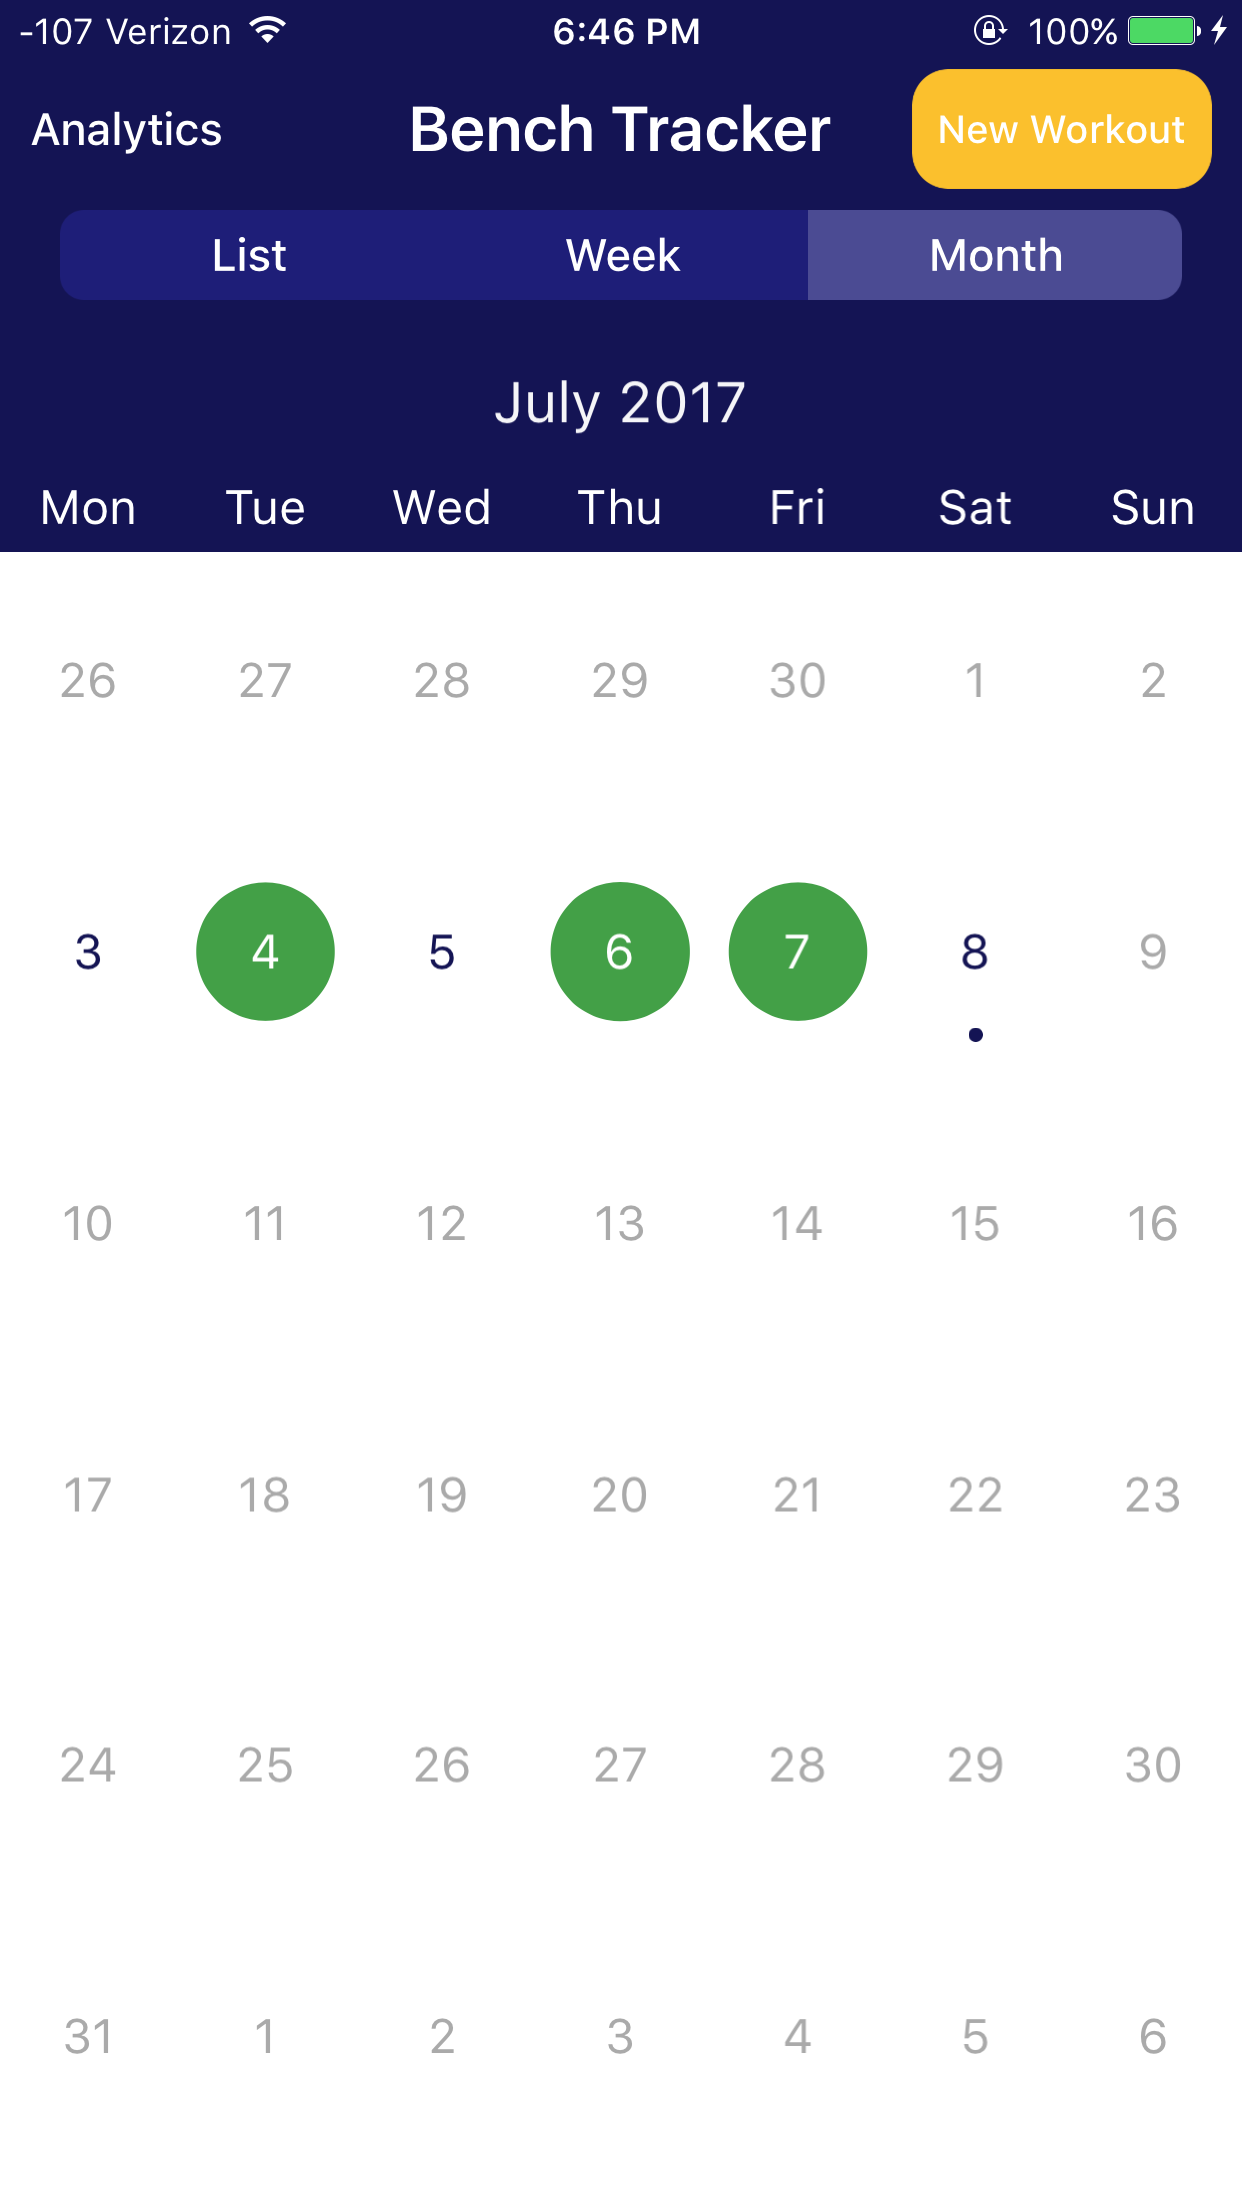 -107 Verizon 6:46 PM 100%
Analytics Bench Tracker New Workout
List Week Month
July 2017
Mon Tue Wed Thu Fri Sat Sun
26 27 28 29 30 1 2
3 4 5 6 7 8 9
10 11 12 13 14 15 16
17 18 19 20 21 22 23
24 25 26 27 28 29 30
31 1 2 3 4 5 6